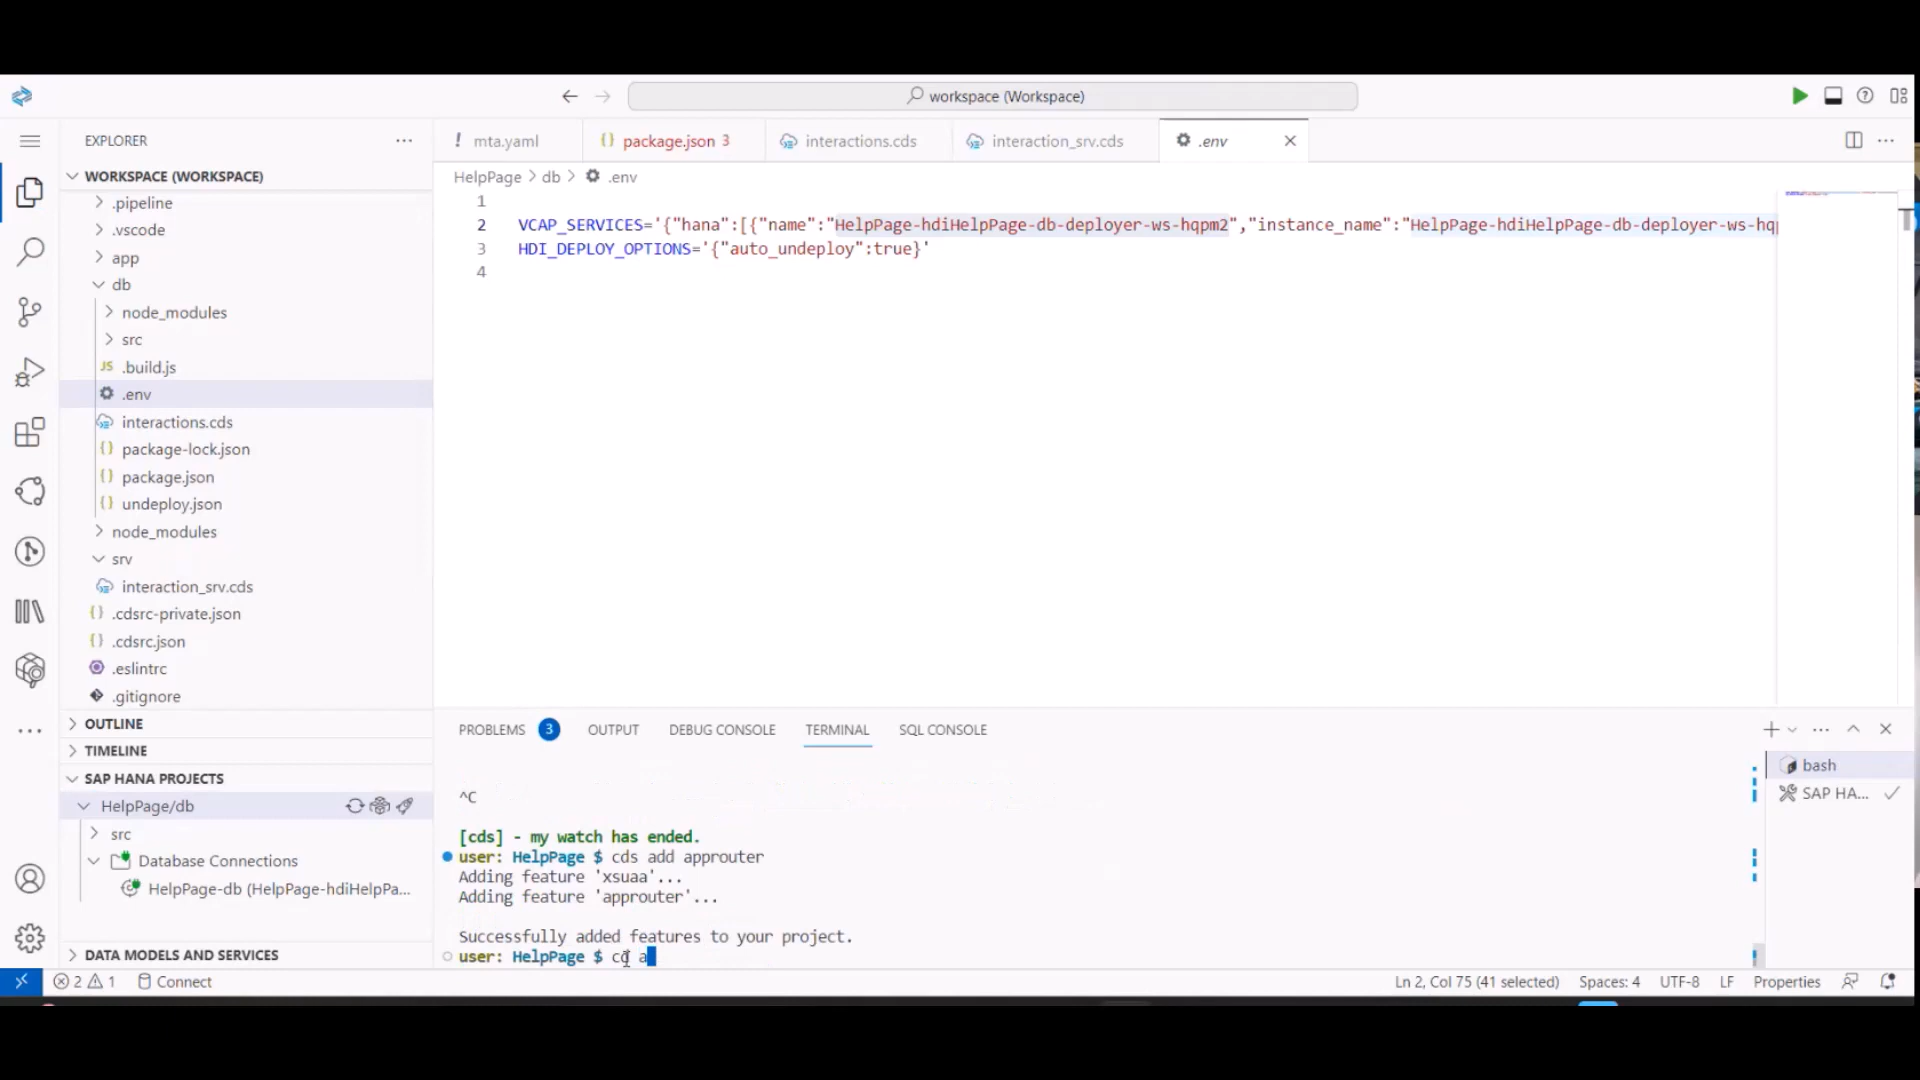 workspace (Workspace)
EXPLORER
mta.yaml
package.json 3
interactions.cds
interaction_srv.cds
.env
WORKSPACE (WORKSPACE)
HelpPage > db > .env
.pipeline
.vscode
app
db
node_modules
src
.build.js
.env
interactions.cds
package-lock.json
package.json
undeploy.json
node_modules
srv
interaction_srv.cds
.cdsrc-private.json
.cdsrc.json
.eslintrc
.gitignore
OUTLINE
TIMELINE
SAP HANA PROJECTS
HelpPage/db
src
Database Connections
HelpPage-db (HelpPage-hdiHelpPa...
DATA MODELS AND SERVICES
1
2 VCAP_SERVICES='{"hana":[{"name":"HelpPage-hdiHelpPage-db-deployer-ws-hqpm2","instance_name":"HelpPage-hdiHelpPage-db-deployer-ws-hqp
3 HDI_DEPLOY_OPTIONS='{"auto_undeploy":true}'
4
PROBLEMS 3 OUTPUT DEBUG CONSOLE TERMINAL SQL CONSOLE
^C
[cds] - my watch has ended.
user: HelpPage $ cds add approuter
Adding feature 'xsuaa'...
Adding feature 'approuter'...
Successfully added features to your project.
user: HelpPage $ cd a
bash
SAP HA...
2 1 Connect
Ln 2, Col 75 (41 selected) Spaces: 4 UTF-8 LF Properties